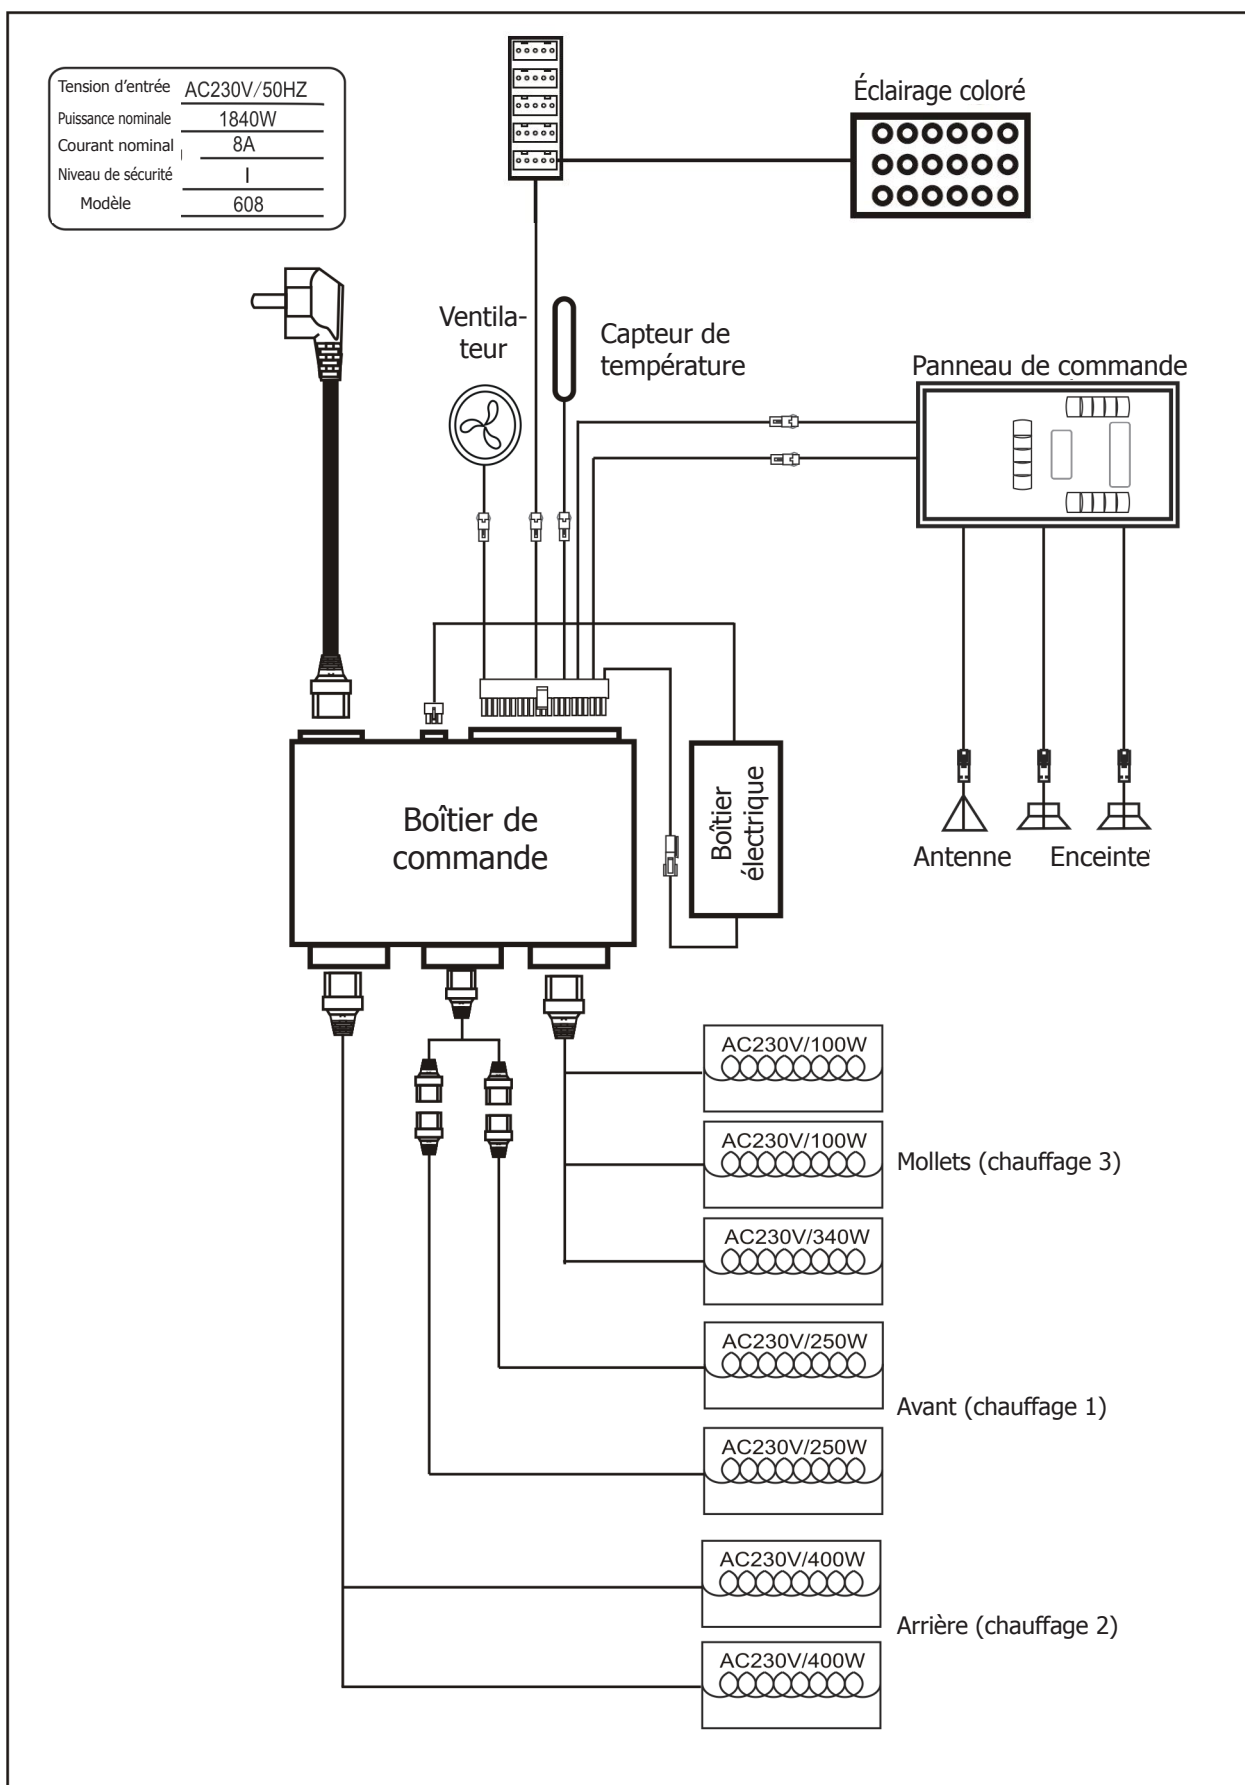 Tension d'entrée AC230V/50HZ
Puissance nominale 1840W
Courant nominal 8A
Niveau de sécurité I
Modèle 608
Éclairage coloré
Ventila-
teur
Capteur de
température
Panneau de commande
Boîtier de
commande
Boîtier
électrique
Antenne
Enceinte
AC230V/100W
AC230V/100W
Mollets (chauffage 3)
AC230V/340W
AC230V/250W
Avant (chauffage 1)
AC230V/250W
AC230V/400W
Arrière (chauffage 2)
AC230V/400W